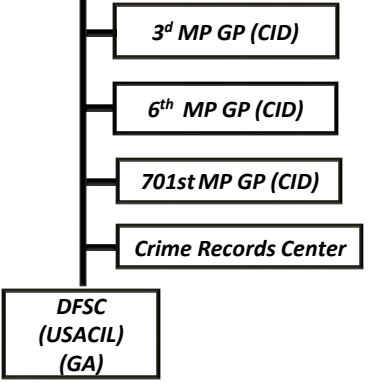 3d MP GP (CID)
6th MP GP (CID)
701st MP GP (CID)
Crime Records Center
DFSC
(USACIL)
(GA)